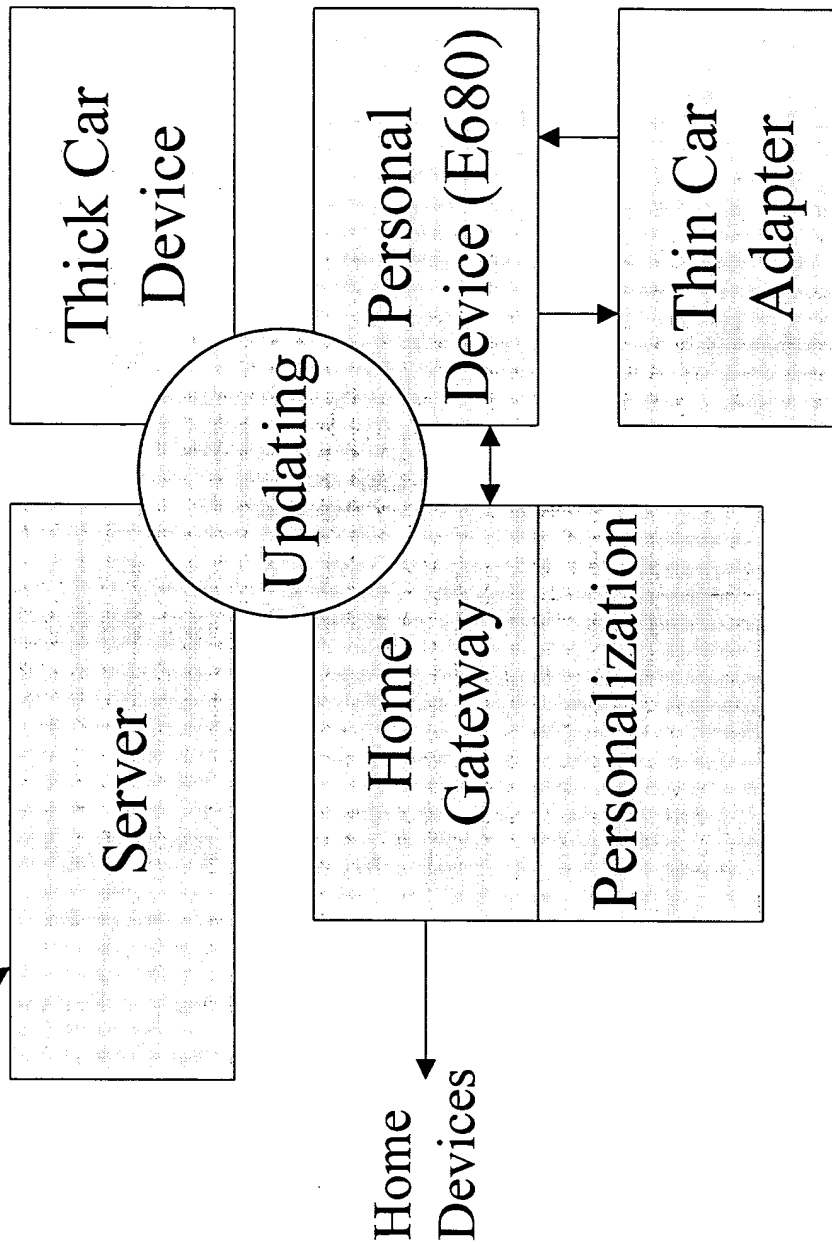 Server
Thick Car
Device
Updating
Home
Gateway
Personal
Device (E680)
Home
Devices
Personalization
Thin Car
Adapter